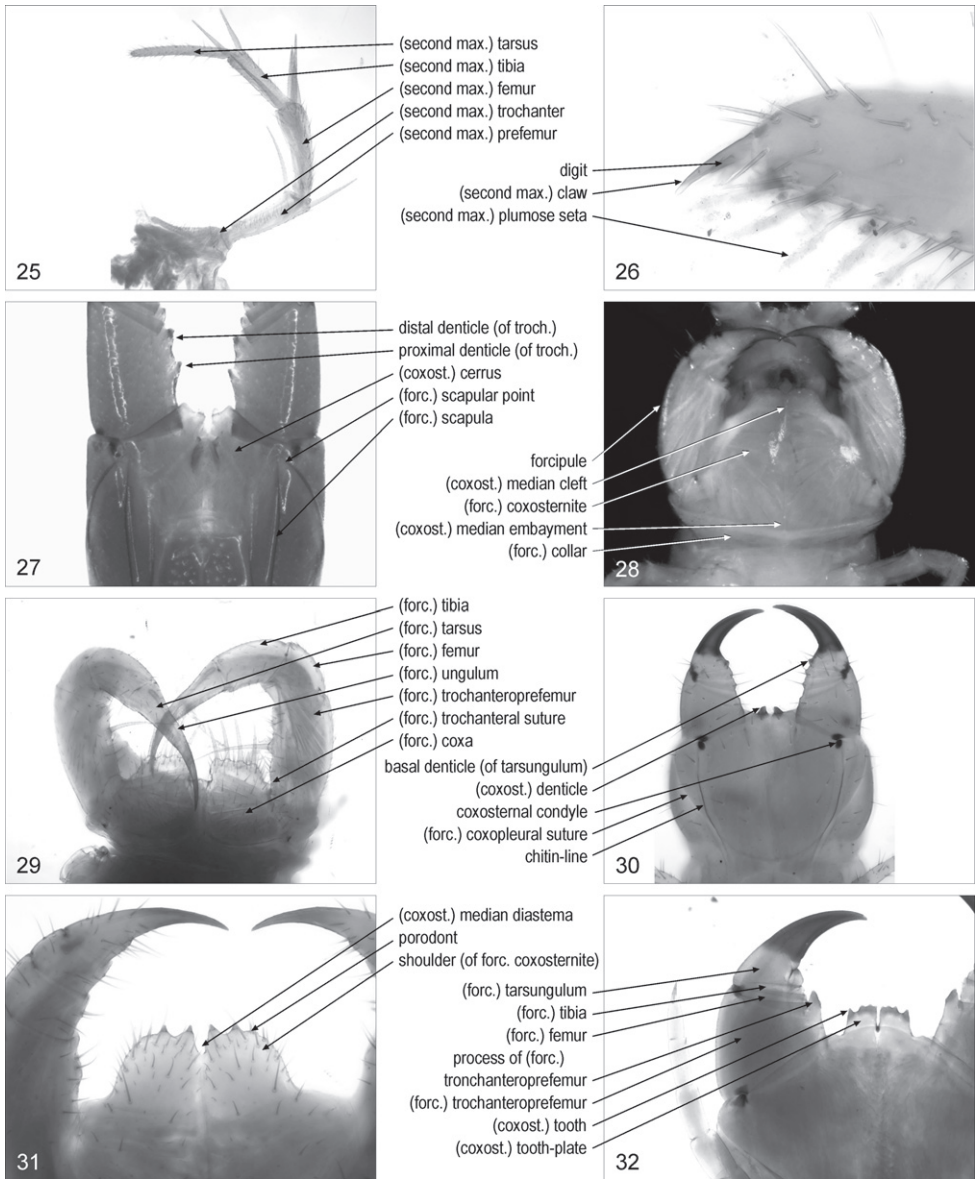 (second max.) tarsus
(second max.) tibia
(second max.) femur
(second max.) trochanter
(second max.) prefemur
25
digit
(second max.) claw
(second max.) plumose seta
26
distal denticle (of troch.)
proximal denticle (of troch.)
(coxost.) cerrus
(forc.) scapular point
(forc.) scapula
27
forcipule
(coxost.) median cleft
(forc.) coxosternite
(coxost.) median embayment
(forc.) collar
28
(forc.) tibia
(forc.) tarsus
(forc.) femur
(forc.) ungulum
(forc.) trochanteroprefemur
(forc.) trochanteral suture
(forc.) coxa
29
basal denticle (of tarsungulum)
(coxost.) denticle
coxosternal condyle
(forc.) coxopleural suture
chitin-line
30
(coxost.) median diastema
porodont
shoulder (of forc. coxosternite)
31
(forc.) tarsungulum
(forc.) tibia
(forc.) femur
process of (forc.)
tronchanteroprefemur
(forc.) trochanteroprefemur
(coxost.) tooth
(coxost.) tooth-plate
32